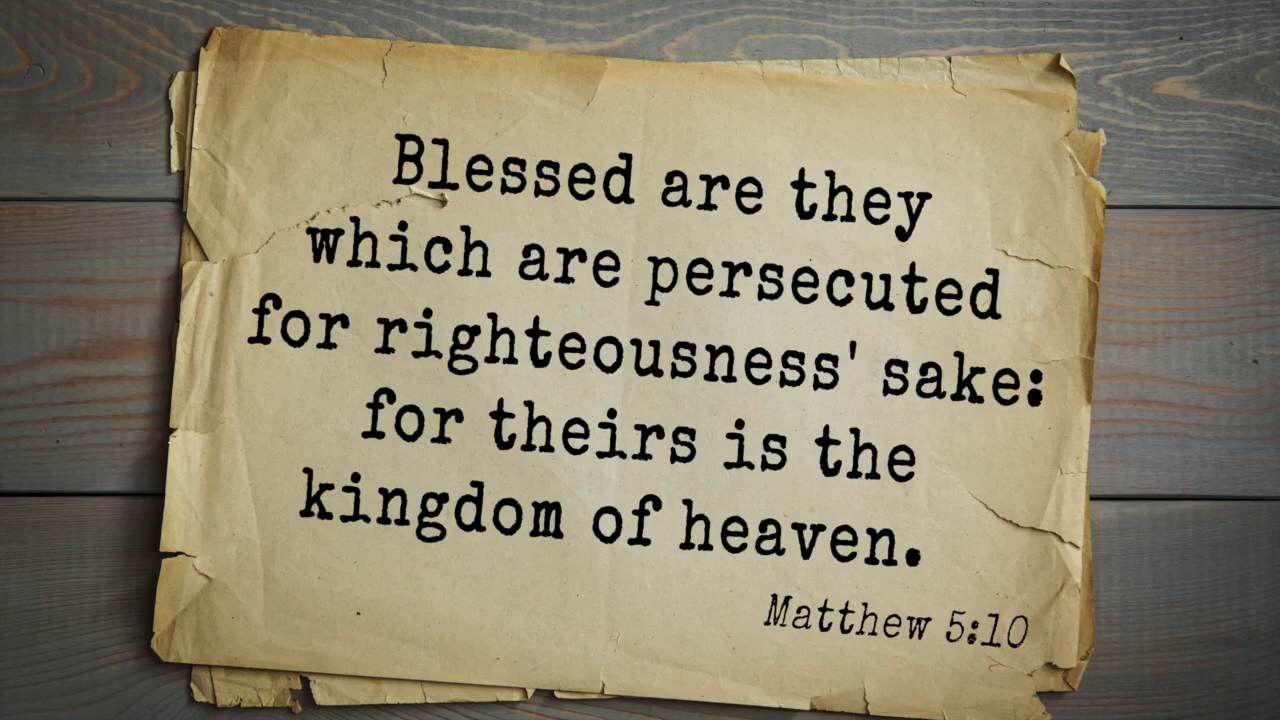 Blessed are they
which are persecuted
for righteousness' sake:
for theirs is the
kingdom of heaven.
Matthew 5:10